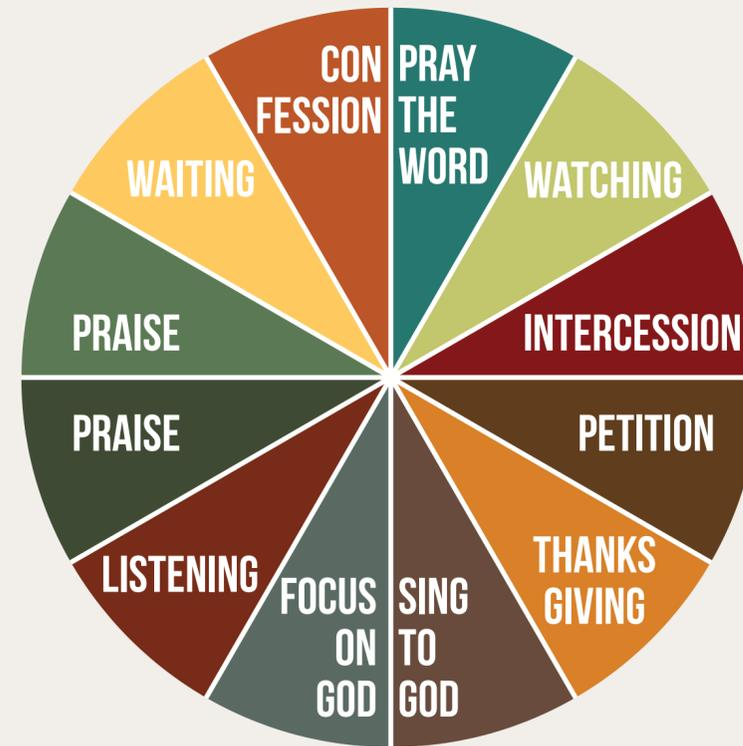 CON
FESSION
PRAY
THE
WORD
WATCHING
INTERCESSION
PETITION
THANKS
GIVING
SING
TO
GOD
FOCUS
ON
GOD
LISTENING
PRAISE
PRAISE
WAITING